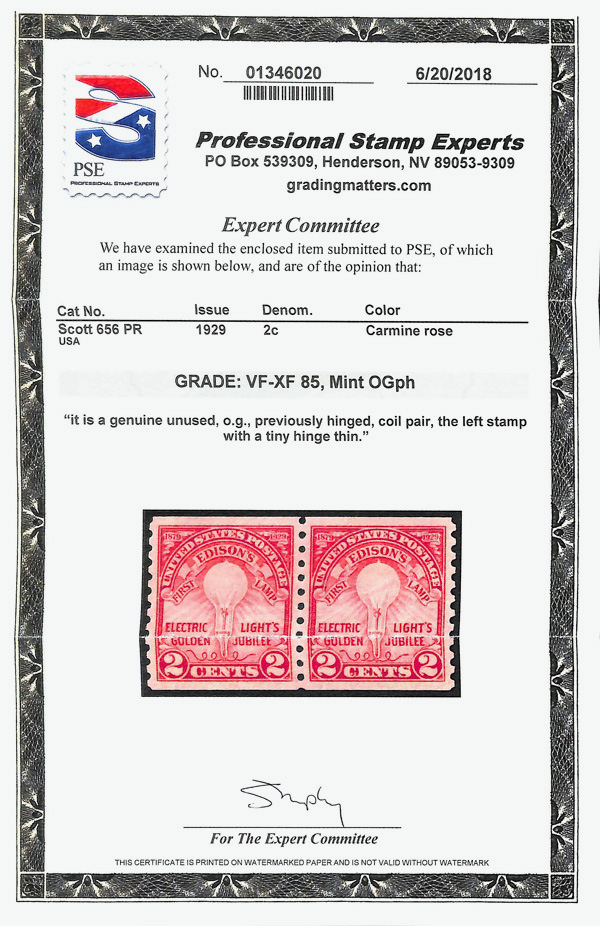 No. 01346020 6/20/2018
PSE
PROFESSIONAL STAMP EXPERTS
Professional Stamp Experts
PO Box 539309, Henderson, NV 89053-9309
gradingmatters.com
Expert Committee
We have examined the enclosed item submitted to PSE, of which
an image is shown below, and are of the opinion that:
Cat No. Issue Denom. Color
Scott 656 PR 1929 2c Carmine rose
USA
GRADE: VF-XF 85, Mint OGph
“it is a genuine unused, o.g., previously hinged, coil pair, the left stamp
with a tiny hinge thin.”
1879 1929 1879 1929
UNITED STATES POSTAGE UNITED STATES POSTAGE
EDISON'S EDISON'S
FIRST LAMP FIRST LAMP
ELECTRIC LIGHT'S ELECTRIC LIGHT'S
GOLDEN JUBILEE GOLDEN JUBILEE
2 CENTS 2 2 CENTS 2
For The Expert Committee
THIS CERTIFICATE IS PRINTED ON WATERMARKED PAPER AND IS NOT VALID WITHOUT WATERMARK